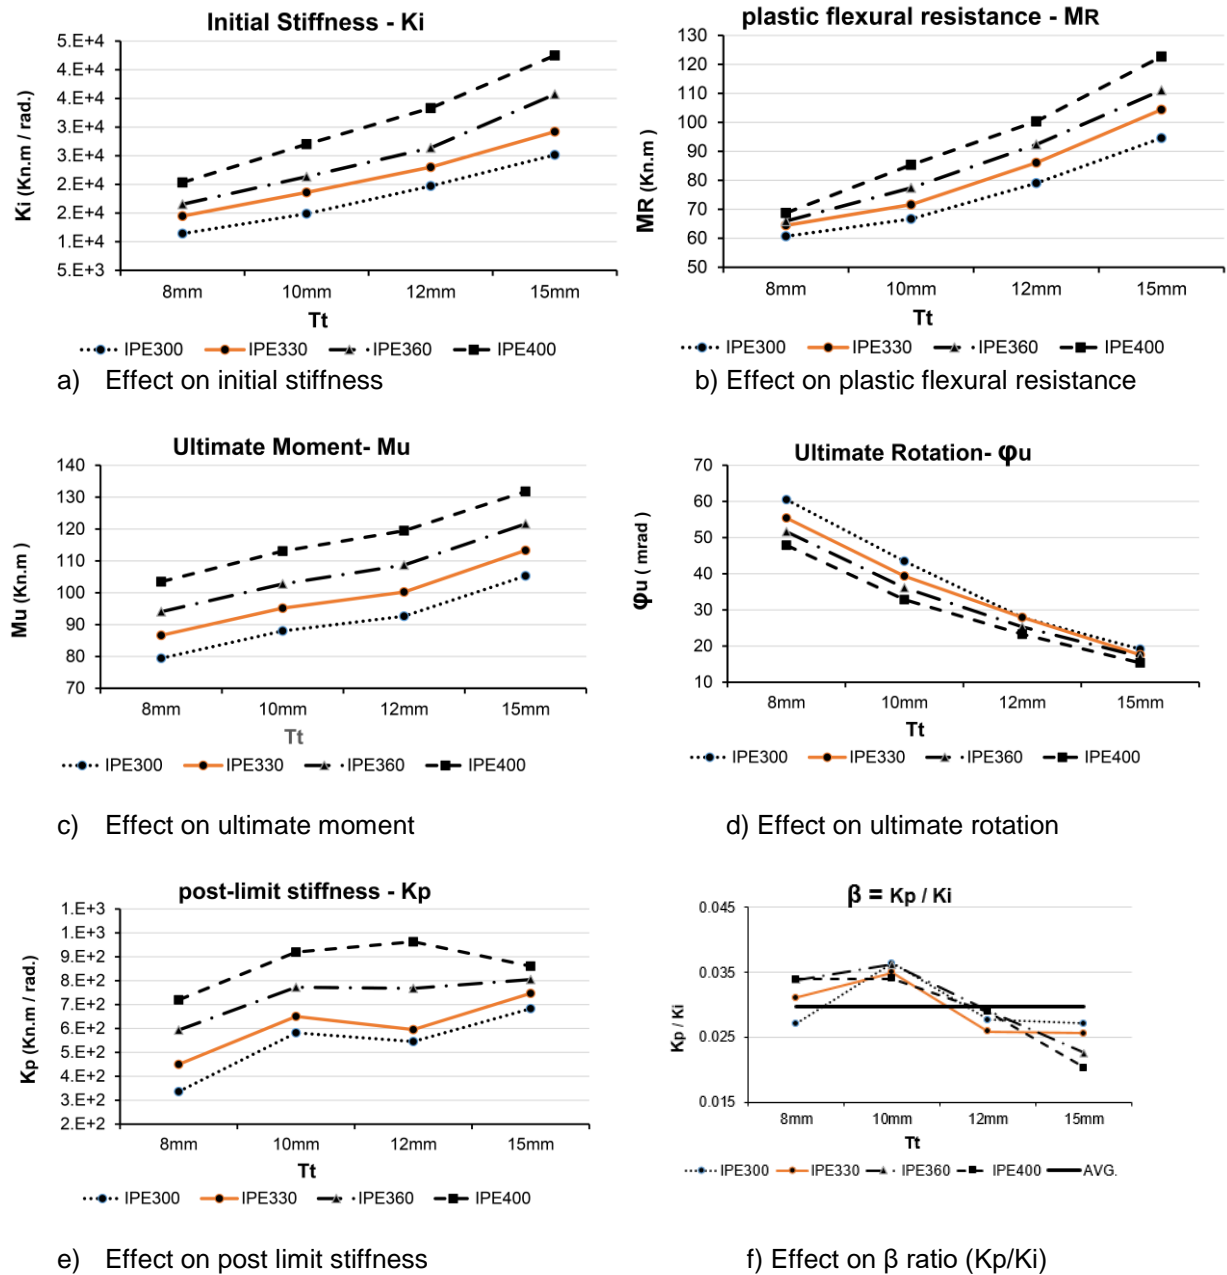 Initial Stiffness - Ki
5.E+4
4.E+4
4.E+4
3.E+4
3.E+4
2.E+4
2.E+4
1.E+4
5.E+3
Ki (Kn.m / rad.)
8mm 10mm 12mm 15mm
Tt
IPE300 IPE330 IPE360 IPE400
a) Effect on initial stiffness
plastic flexural resistance - MR
130
120
110
100
90
80
70
60
50
MR (Kn.m )
8mm 10mm 12mm 15mm
Tt
IPE300 IPE330 IPE360 IPE400
b) Effect on plastic flexural resistance
Ultimate Moment- Mu
140
130
120
110
100
90
80
70
Mu (Kn.m )
8mm 10mm 12mm 15mm
Tt
IPE300 IPE330 IPE360 IPE400
c) Effect on ultimate moment
Ultimate Rotation- φu
70
60
50
40
30
20
10
φu ( mrad )
8mm 10mm 12mm 15mm
Tt
IPE300 IPE330 IPE360 IPE400
d) Effect on ultimate rotation
post-limit stiffness - Kp
1.E+3
1.E+3
9.E+2
8.E+2
7.E+2
6.E+2
5.E+2
4.E+2
3.E+2
2.E+2
Kp (Kn.m / rad.)
8mm 10mm 12mm 15mm
Tt
IPE300 IPE330 IPE360 IPE400
e) Effect on post limit stiffness
β = Kp / Ki
0.045
0.035
0.025
0.015
Kp / Ki
8mm 10mm 12mm 15mm
Tt
IPE300 IPE330 IPE360 IPE400 AVG.
f) Effect on β ratio (Kp/Ki)